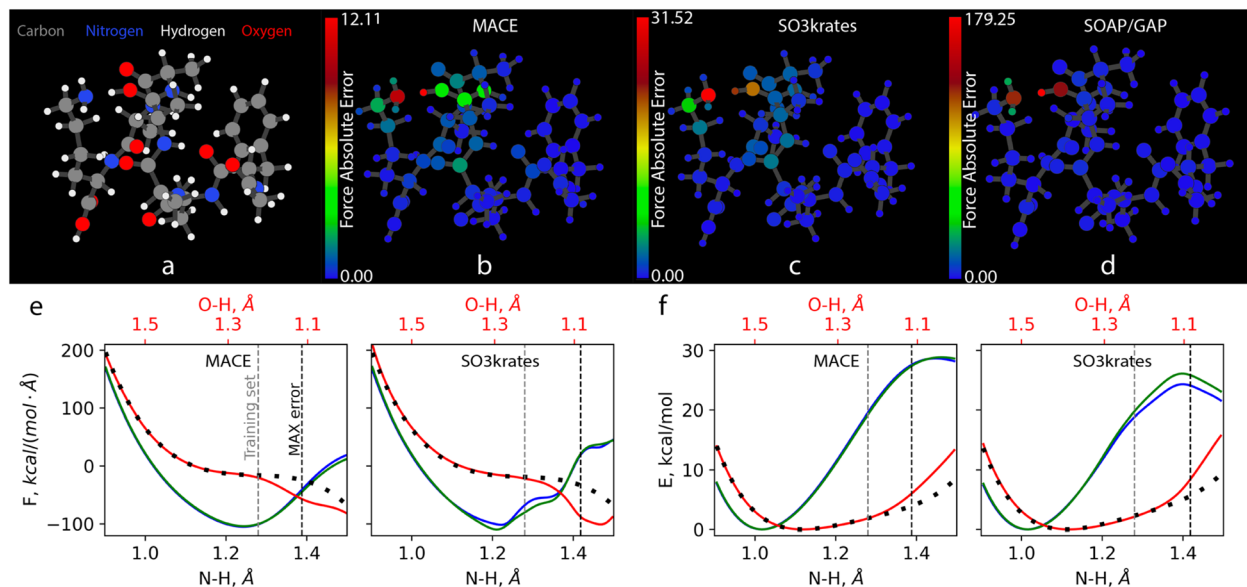 Carbon Nitrogen Hydrogen Oxygen
a
12.11
MACE
Force Absolute Error
0.00
b
31.52
SO3krates
Force Absolute Error
0.00
c
179.25
SOAP/GAP
Force Absolute Error
0.00
d
e
O-H, Å
1.5 1.3 1.1
MACE
Training set
MAX error
200
100
0
−100
F, kcal/(mol · Å)
1.0 1.2 1.4
N-H, Å
O-H, Å
1.5 1.3 1.1
SO3krates
1.0 1.2 1.4
N-H, Å
f
O-H, Å
1.5 1.3 1.1
MACE
30
20
10
0
E, kcal/mol
1.0 1.2 1.4
N-H, Å
O-H, Å
1.5 1.3 1.1
SO3krates
1.0 1.2 1.4
N-H, Å